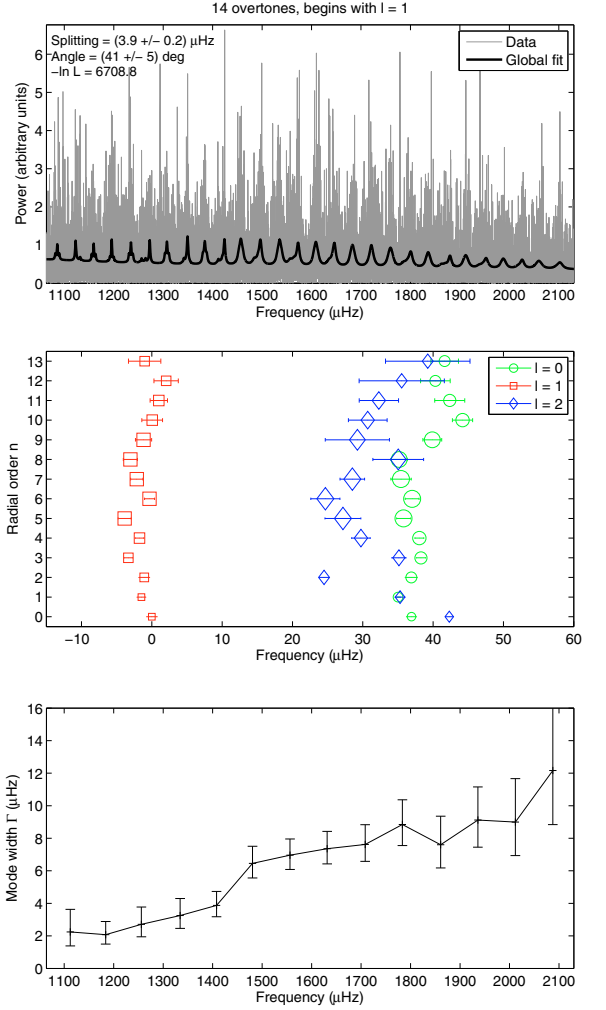 14 overtones, begins with l = 1
Splitting = (3.9 +/- 0.2) μHz
Angle = (41 +/- 5) deg
−ln L = 6708.8
Data
Global fit
Power (arbitrary units)
6
5
4
3
2
1
0
1100 1200 1300 1400 1500 1600 1700 1800 1900 2000 2100
Frequency (μHz)
l = 0
l = 1
l = 2
Radial order n
13
12
11
10
9
8
7
6
5
4
3
2
1
0
−10 0 10 20 30 40 50 60
Frequency (μHz)
Mode width Γ (μHz)
16
14
12
10
8
6
4
2
0
1100 1200 1300 1400 1500 1600 1700 1800 1900 2000 2100
Frequency (μHz)